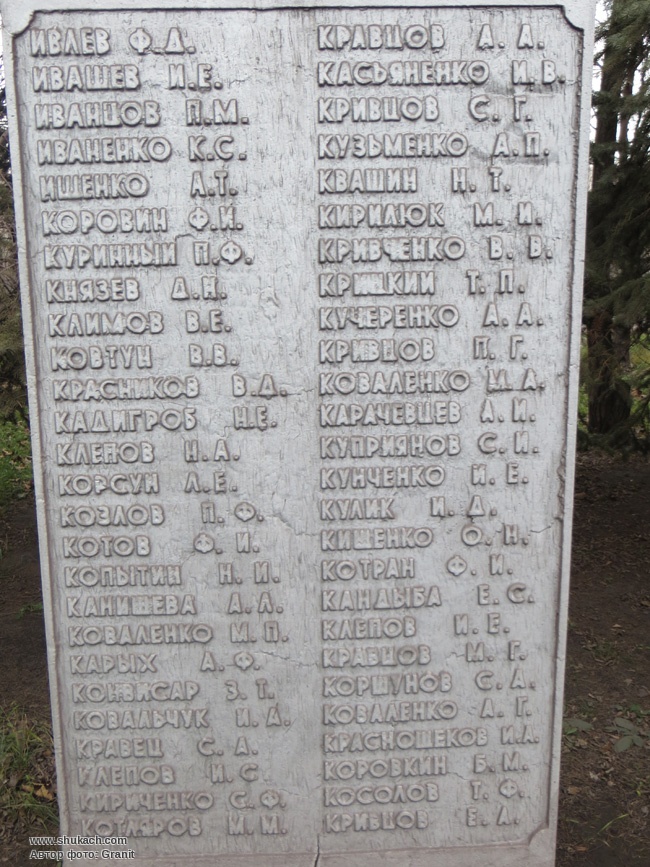 ИВЛЕВ Ф.Д.
ИВАШЕВ И.Е.
ИВАНЦОВ П.М.
ИВАНЕНКО К.С.
ИЩЕНКО А.Т.
КОРОВИН Ф.И.
КУРИННЫЙ П.Ф.
КНЯЗЕВ Д.Н.
КЛИМОВ В.Е.
КОВТУН В.В.
КРАСНИКОВ В.Д.
КАДИГРОБ Н.Е.
КЛЕПОВ Н.А.
КОРСУН Л.Е.
КОЗЛОВ П.Ф.
КОТОВ Ф.И.
КОПЫТИН Н.И.
КАНИШЕВА А.Л.
КОВАЛЕНКО М.П.
КАРЫХ А.Ф.
КОНВИСАР З.Т.
КОВАЛЬЧУК И.Д.
КРАВЕЦ С.А.
КЛЕПОВ И.С.
КИРИЧЕНКО С.Ф.
КОТЛЯРОВ М.М.
КРАВЦОВ А.А.
КАСЬЯНЕНКО И.В.
КРИВЦОВ С.Г.
КУЗЬМЕНКО А.П.
КВАШИН Н.Т.
КИРИЛЮК М.И.
КРИВЧЕНКО В.В.
КРИЦКИЙ Т.П.
КУЧЕРЕНКО А.А.
КРИВЦОВ П.Г.
КОВАЛЕНКО М.А.
КАРАЧЕВЦЕВ А.И.
КУПРИЯНОВ С.И.
КУНЧЕНКО И.Е.
КУЛИК И.Д.
КИШЕНКО О.Н.
КОТРАН Ф.И.
КАНДЫБА Е.С.
КЛЕПОВ И.Е.
КРАВЦОВ М.Г.
КОРШУНОВ С.А.
КОВАЛЕНКО А.Г.
КРАСНОЩЕКОВ И.А.
КОРОВКИН Б.М.
КОСОЛОВ Т.Ф.
КРИВЦОВ Е.А.
www.shukach.com
Автор фото: Granit